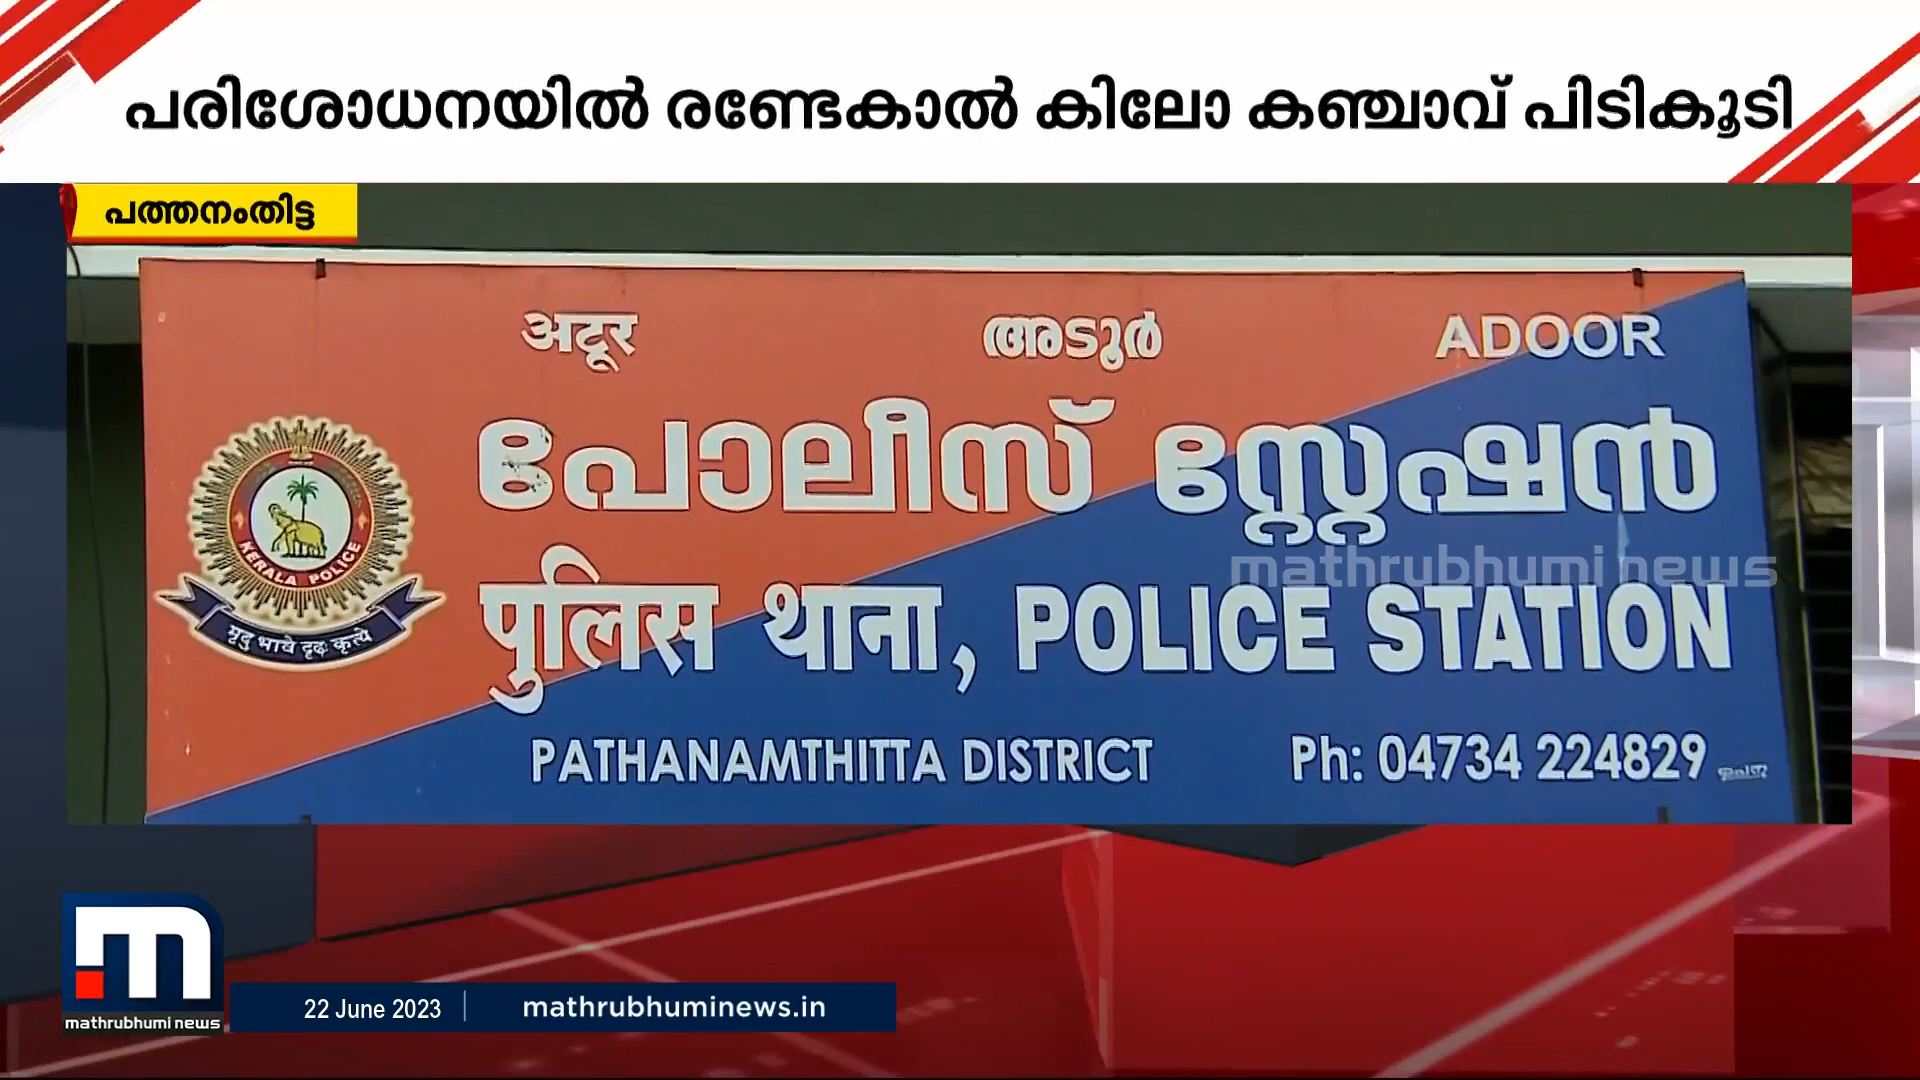 പരിശോധനയിൽ രണ്ടേകാൽ കിലോ കഞ്ചാവ് പിടികൂടി
പത്തനംതിട്ട
अटूर അടൂർ ADOOR
പോലീസ് സ്റ്റേഷൻ
mathrubhumi news
पुलिस थाना, POLICE STATION
KERALA POLICE
मृदु भावे दृढ कृत्ये
PATHANAMTHITTA DISTRICT Ph: 04734 224829
mathrubhumi news
22 June 2023 mathrubhuminews.in